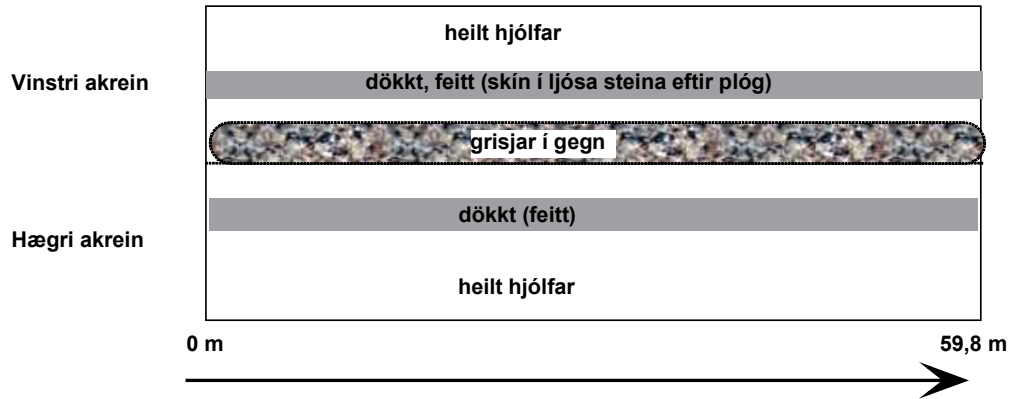 heilt hjólfar
Vinstri akrein
dökkt, feitt (skín í ljósa steina eftir plóg)
grisjar í gegn
dökkt (feitt)
Hægri akrein
heilt hjólfar
0 m
59,8 m